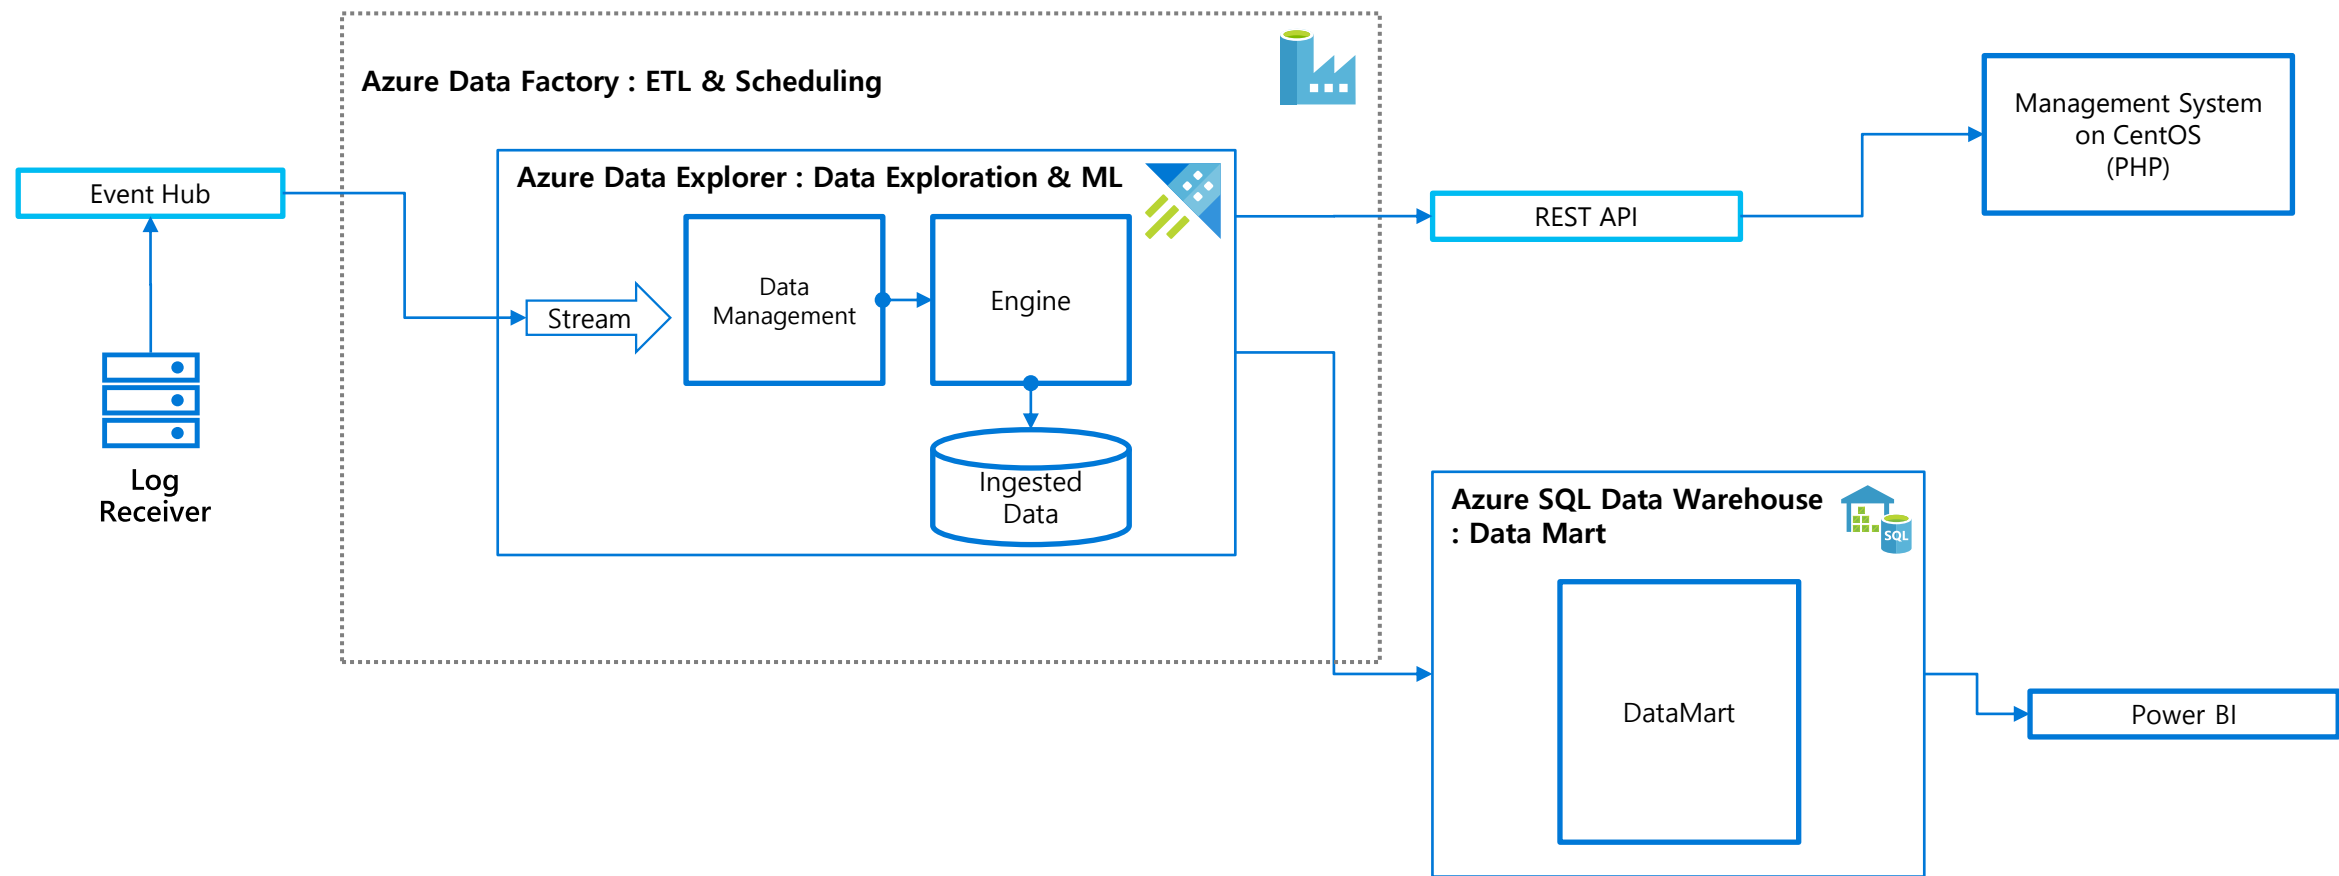 Azure Data Factory : ETL & Scheduling
Management System
on CentOS
(PHP)
Azure Data Explorer : Data Exploration & ML
Event Hub
REST API
Data
Management
Engine
Stream
Ingested
Data
Log
Receiver
Azure SQL Data Warehouse
: Data Mart
SQL
DataMart
Power BI